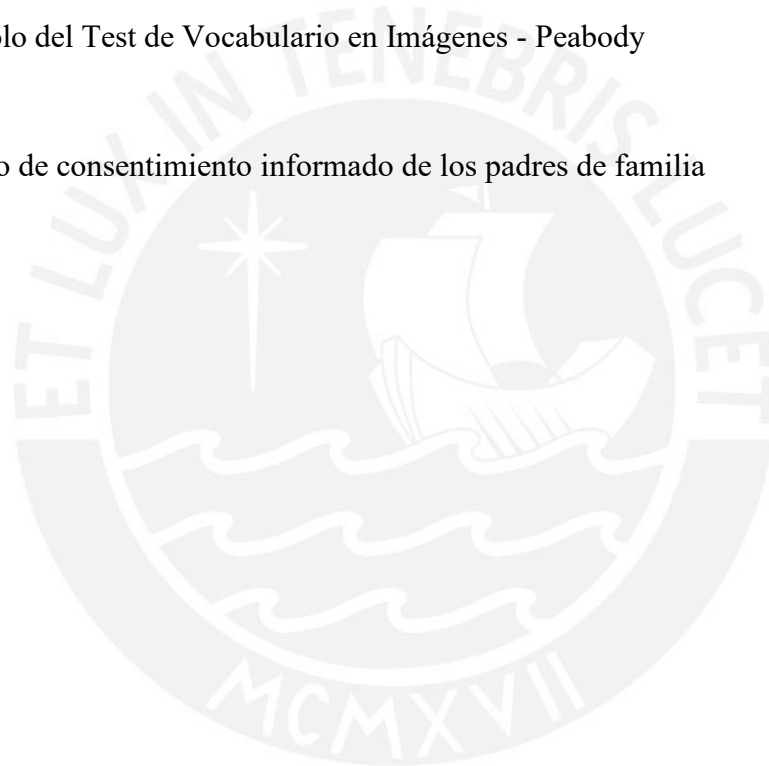 lo del Test de Vocabulario en Imágenes - Peabody
o de consentimiento informado de los padres de familia
ET LUX IN TENEBRIS LUCET
MCMXVII